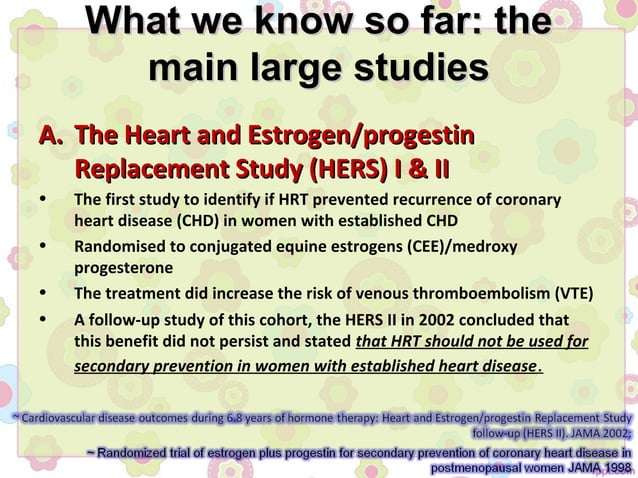 What we know so far: the
main large studies
A. The Heart and Estrogen/progestin
Replacement Study (HERS) I & II
• The first study to identify if HRT prevented recurrence of coronary
heart disease (CHD) in women with established CHD
• Randomised to conjugated equine estrogens (CEE)/medroxy
progesterone
• The treatment did increase the risk of venous thromboembolism (VTE)
• A follow-up study of this cohort, the HERS II in 2002 concluded that
this benefit did not persist and stated that HRT should not be used for
secondary prevention in women with established heart disease.
~ Cardiovascular disease outcomes during 6.8 years of hormone therapy: Heart and Estrogen/progestin Replacement Study
follow-up (HERS II). JAMA 2002;
~ Randomized trial of estrogen plus progestin for secondary prevention of coronary heart disease in
postmenopausal women JAMA 1998